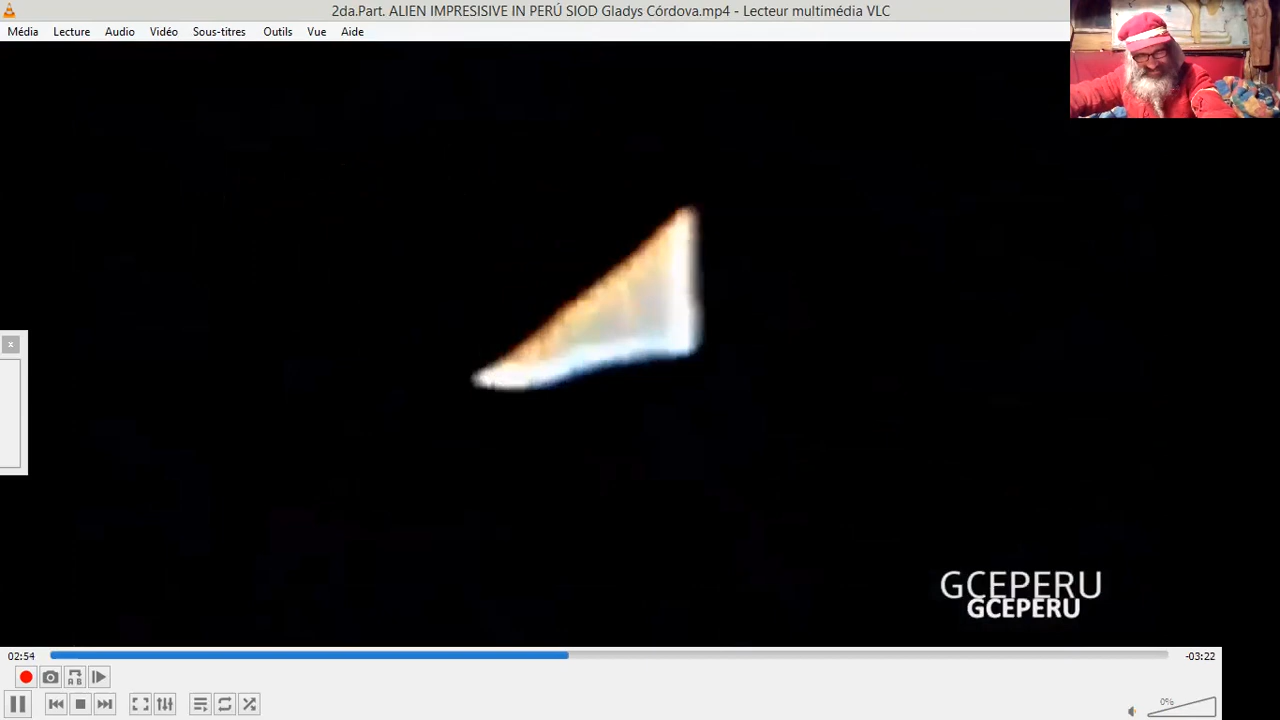 2da.Part. ALIEN IMPRESISIVE IN PERÚ SIOD Gladys Córdova.mp4 - Lecteur multimédia VLC
Média Lecture Audio Vidéo Sous-titres Outils Vue Aide
x
GCEPERU
GCEPERU
02:54
-03:22
A B
0%